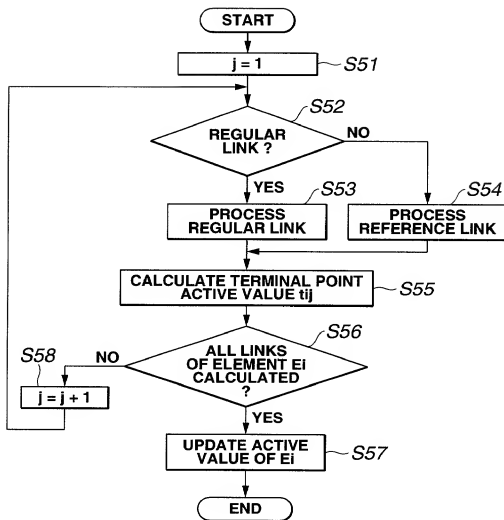 START
j = 1
S51
S52
REGULAR
LINK ?
NO
YES
S53
PROCESS
REGULAR LINK
S54
PROCESS
REFERENCE LINK
CALCULATE TERMINAL POINT
ACTIVE VALUE tij
S55
S56
ALL LINKS
OF ELEMENT Ei
CALCULATED
?
NO
S58
j = j + 1
YES
UPDATE ACTIVE
VALUE OF Ei
S57
END